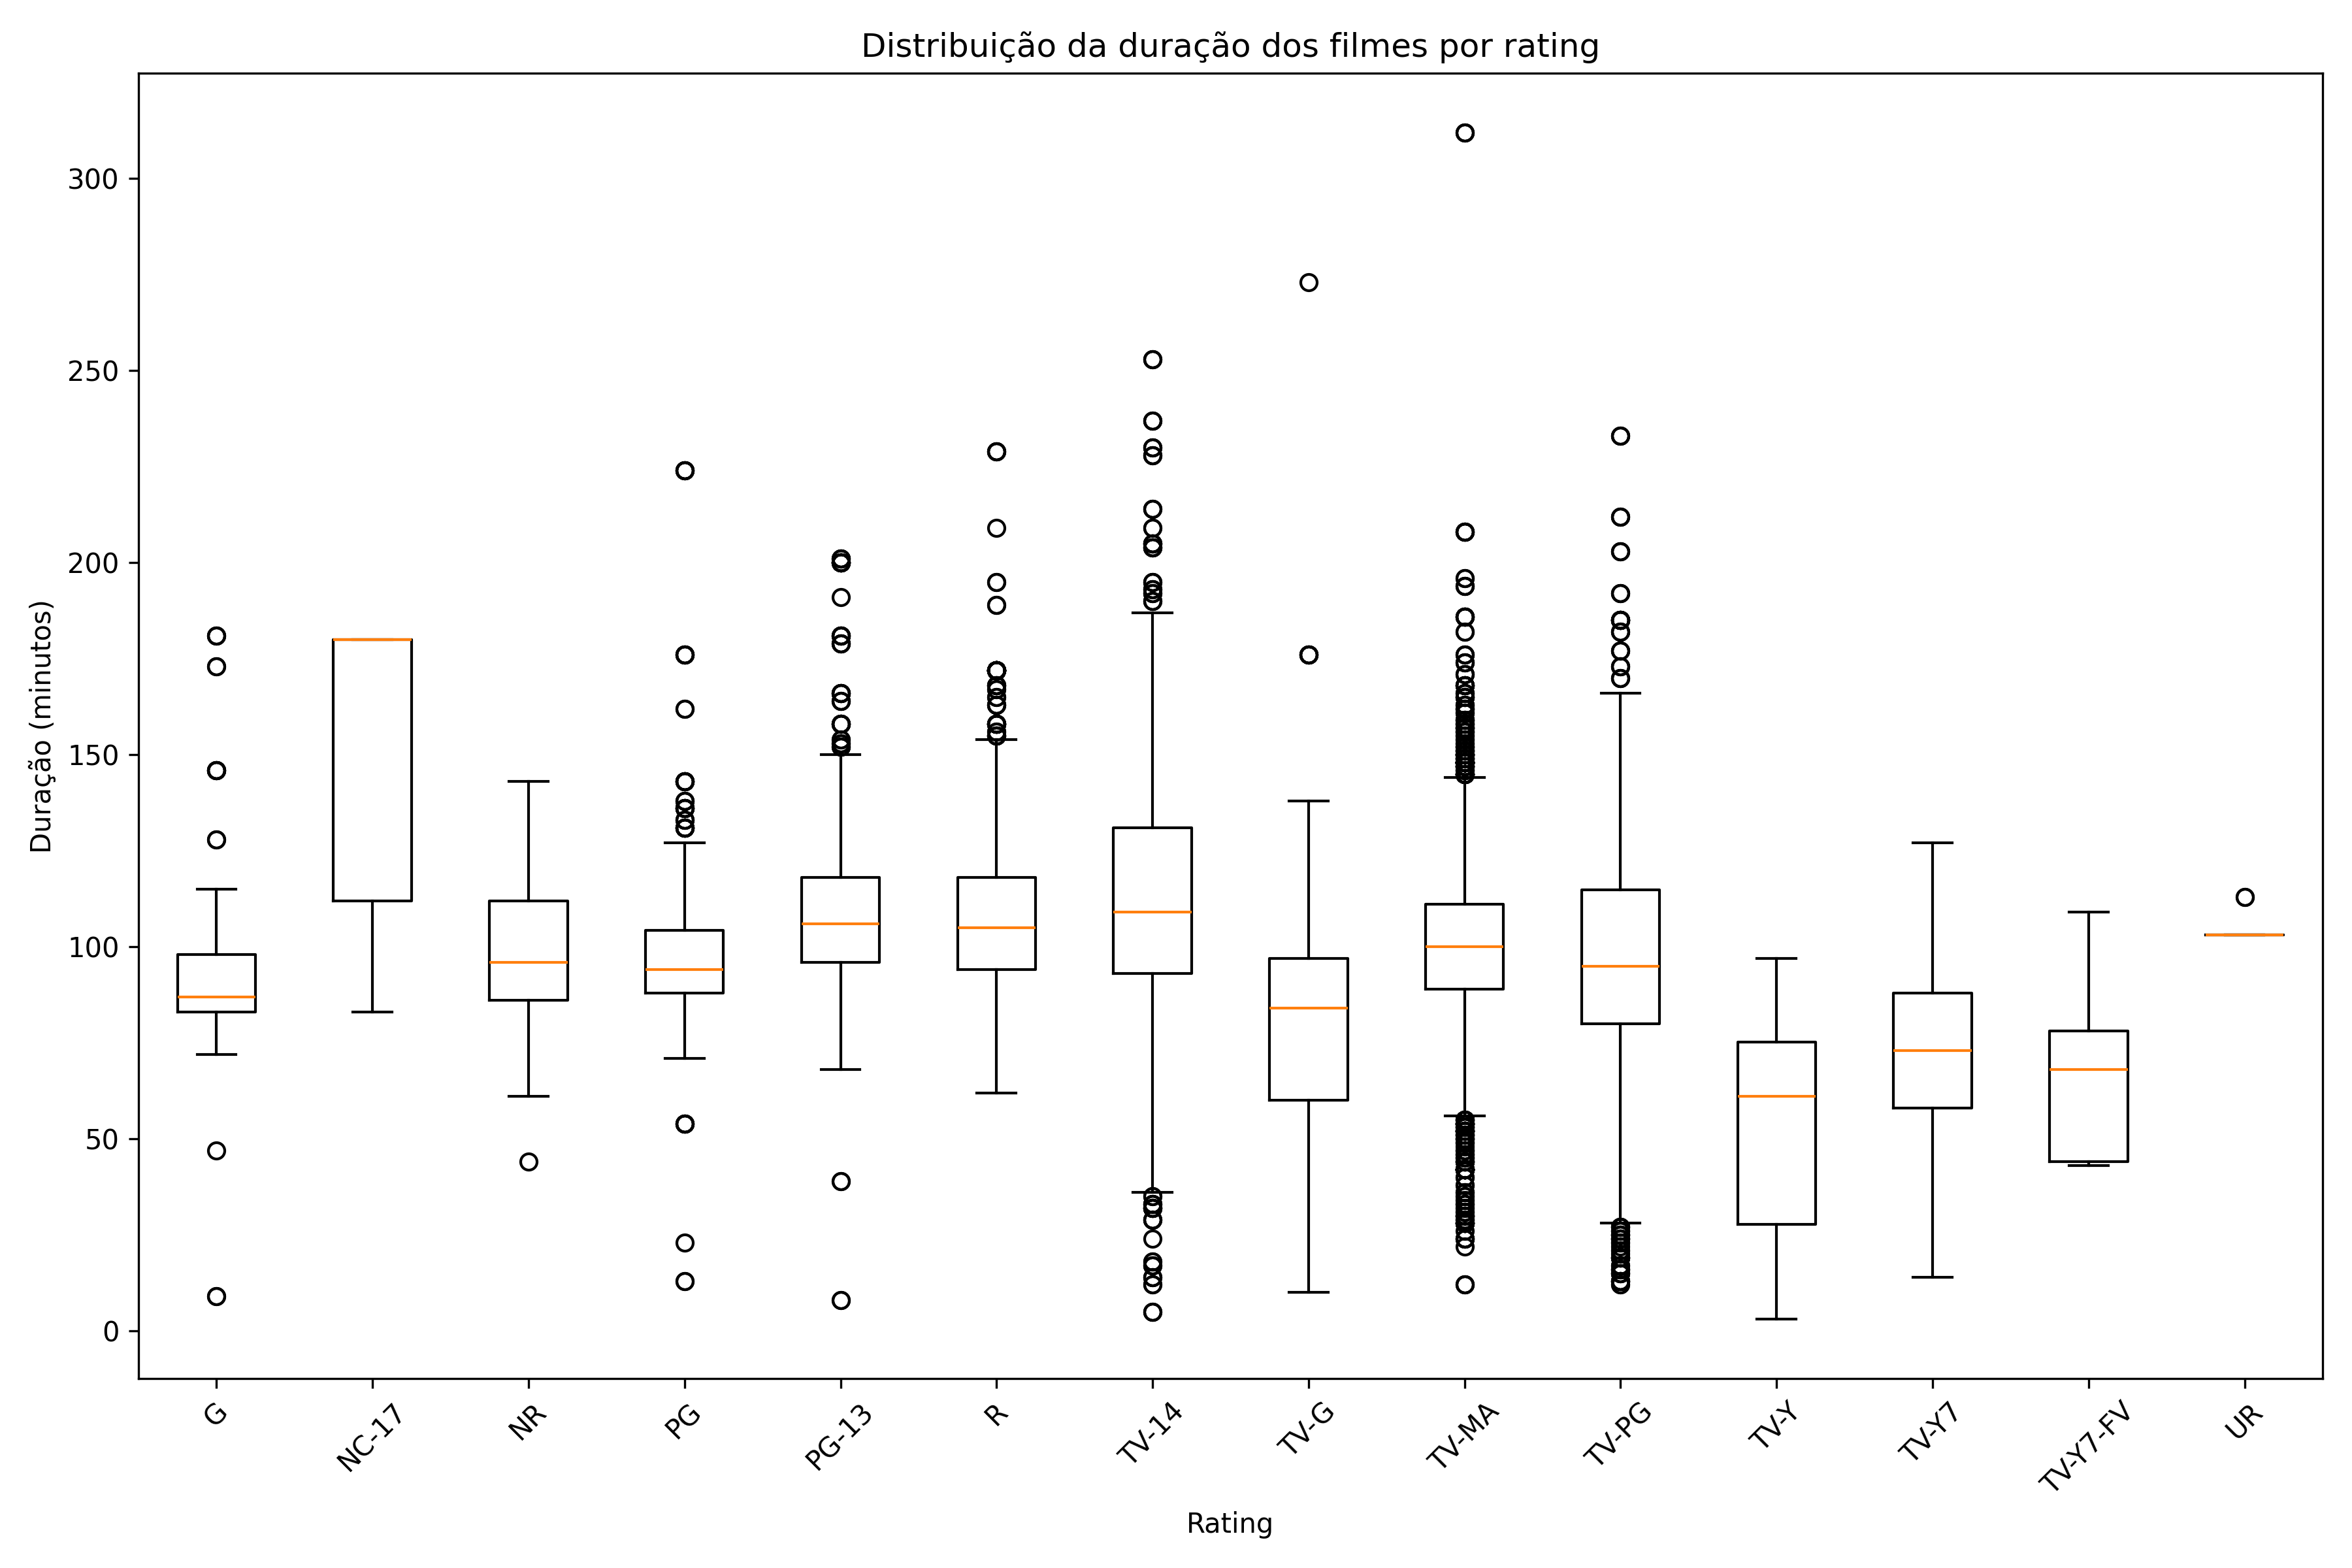 Distribuição da duração dos filmes por rating
Duração (minutos)
300
250
200
150
100
50
0
G
NC-17
NR
PG
PG-13
R
TV-14
TV-G
TV-MA
TV-PG
TV-Y
TV-Y7
TV-Y7-FV
UR
Rating